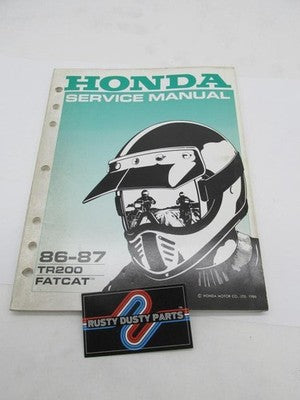 HONDA
SERVICE MANUAL
86-87
TR200
FATCAT
© HONDA MOTOR CO., LTD. 1986
RUSTY DUSTY PARTS